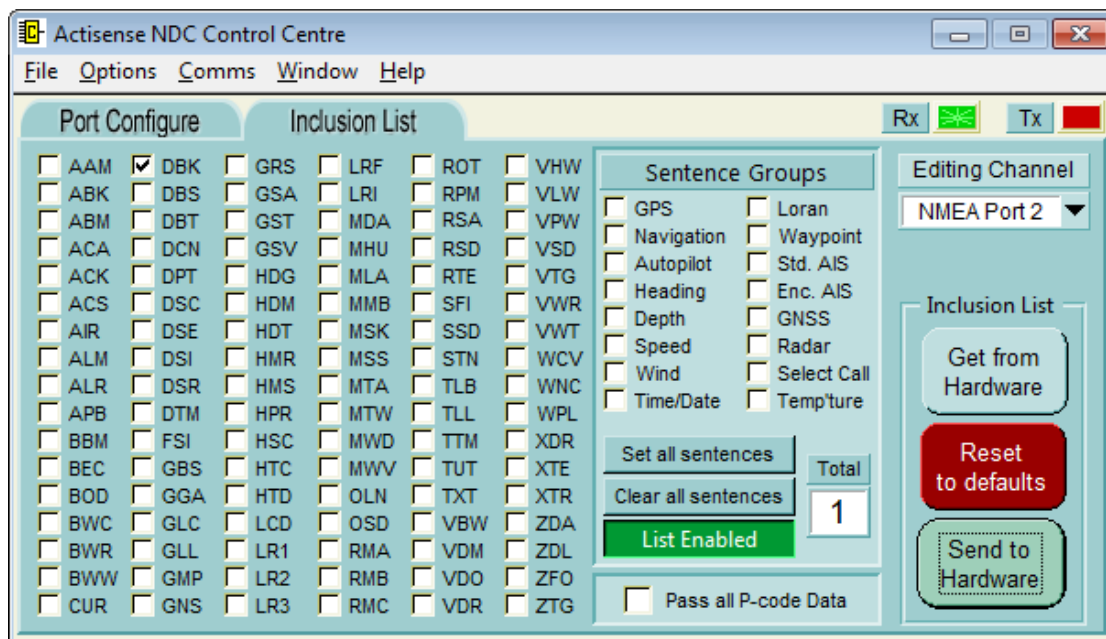 Actisense NDC Control Centre
File Options Comms Window Help
Port Configure Inclusion List Rx Tx
AAM DBK GRS LRF ROT VHW
ABK DBS GSA LRI RPM VLW
ABM DBT GST MDA RSA VPW
ACA DCN GSV MHU RSD VSD
ACK DPT HDG MLA RTE VTG
ACS DSC HDM MMB SFI VWR
AIR DSE HDT MSK SSD VWT
ALM DSI HMR MSS STN WCV
ALR DSR HMS MTA TLB WNC
APB DTM HPR MTW TLL WPL
BBM FSI HSC MWD TTM XDR
BEC GBS HTC MWV TUT XTE
BOD GGA HTD OLN TXT XTR
BWC GLC LCD OSD VBW ZDA
BWR GLL LR1 RMA VDM ZDL
BWW GMP LR2 RMB VDO ZFO
CUR GNS LR3 RMC VDR ZTG
Sentence Groups
GPS Loran
Navigation Waypoint
Autopilot Std. AIS
Heading Enc. AIS
Depth GNSS
Speed Radar
Wind Select Call
Time/Date Temp'ture
Set all sentences
Clear all sentences
List Enabled
Total
1
Pass all P-code Data
Editing Channel
NMEA Port 2
Inclusion List
Get from
Hardware
Reset
to defaults
Send to
Hardware